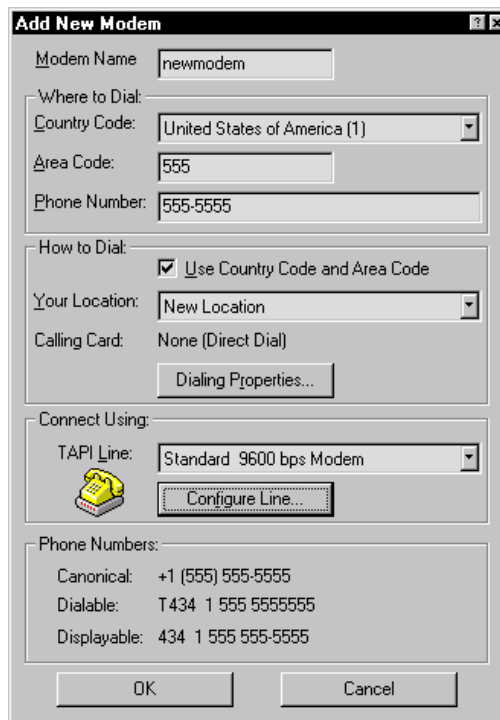 Add New Modem
Modem Name newmodem
Where to Dial:
Country Code: United States of America (1)
Area Code: 555
Phone Number: 555-5555
How to Dial:
Use Country Code and Area Code
Your Location: New Location
Calling Card: None (Direct Dial)
Dialing Properties...
Connect Using:
TAPI Line: Standard 9600 bps Modem
Configure Line...
Phone Numbers:
Canonical: +1 (555) 555-5555
Dialable: T434 1 555 5555555
Displayable: 434 1 555 555-5555
OK Cancel